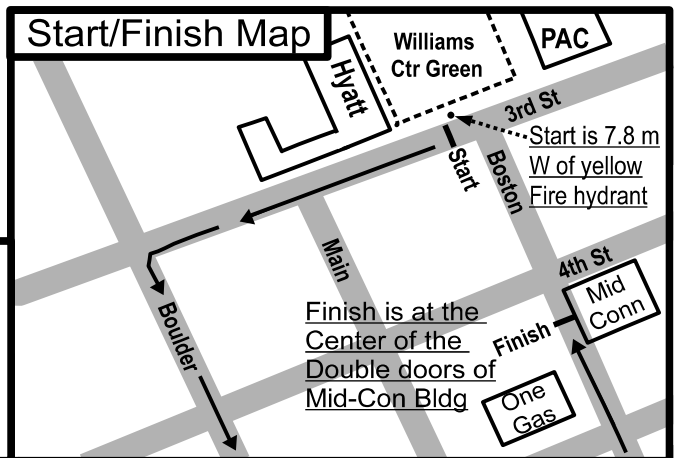 Start/Finish Map
Williams
Ctr Green
PAC
Hyatt
3rd St
Start is 7.8 m
W of yellow
Fire hydrant
Start
Boston
Main
4th St
Mid
Conn
Boulder
Finish is at the
Center of the
Double doors of
Mid-Con Bldg
Finish
One
Gas